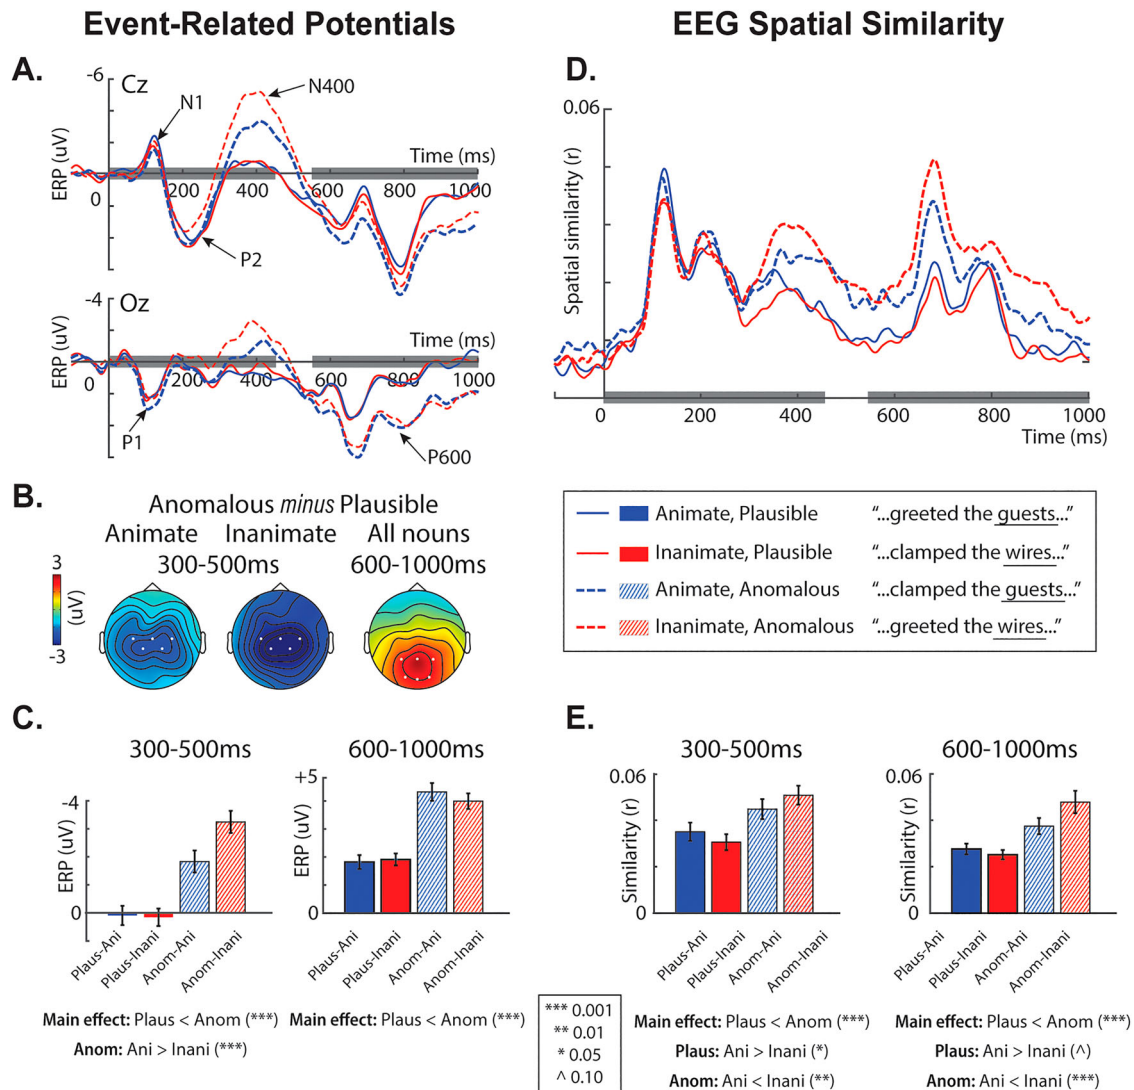 Event-Related Potentials
EEG Spatial Similarity
A.
-6
Cz
N1
N400
ERP (uV)
Time (ms)
0
200
400
600
800
1000
P2
-4
Oz
ERP (uV)
Time (ms)
0
200
400
600
800
1000
P1
P600
D.
0.06
Spatial similarity (r)
0
200
400
600
800
1000
Time (ms)
B.
Anomalous minus Plausible
Animate
Inanimate
All nouns
300-500ms
600-1000ms
3
(uV)
-3
Animate, Plausible
“...greeted the guests...”
Inanimate, Plausible
“...clamped the wires...”
Animate, Anomalous
“...clamped the guests...”
Inanimate, Anomalous
“...greeted the wires...”
C.
300-500ms
-4
ERP (uV)
0
Plaus-Ani
Plaus-Inani
Anom-Ani
Anom-Inani
Main effect: Plaus < Anom (***)
Anom: Ani > Inani (***)
600-1000ms
+5
ERP (uV)
0
Plaus-Ani
Plaus-Inani
Anom-Ani
Anom-Inani
Main effect: Plaus < Anom (***)
*** 0.001
** 0.01
* 0.05
^ 0.10
E.
300-500ms
0.06
Similarity (r)
0
Plaus-Ani
Plaus-Inani
Anom-Ani
Anom-Inani
Main effect: Plaus < Anom (***)
Plaus: Ani > Inani (*)
Anom: Ani < Inani (**)
600-1000ms
0.06
Similarity (r)
0
Plaus-Ani
Plaus-Inani
Anom-Ani
Anom-Inani
Main effect: Plaus < Anom (***)
Plaus: Ani > Inani (^)
Anom: Ani < Inani (***)